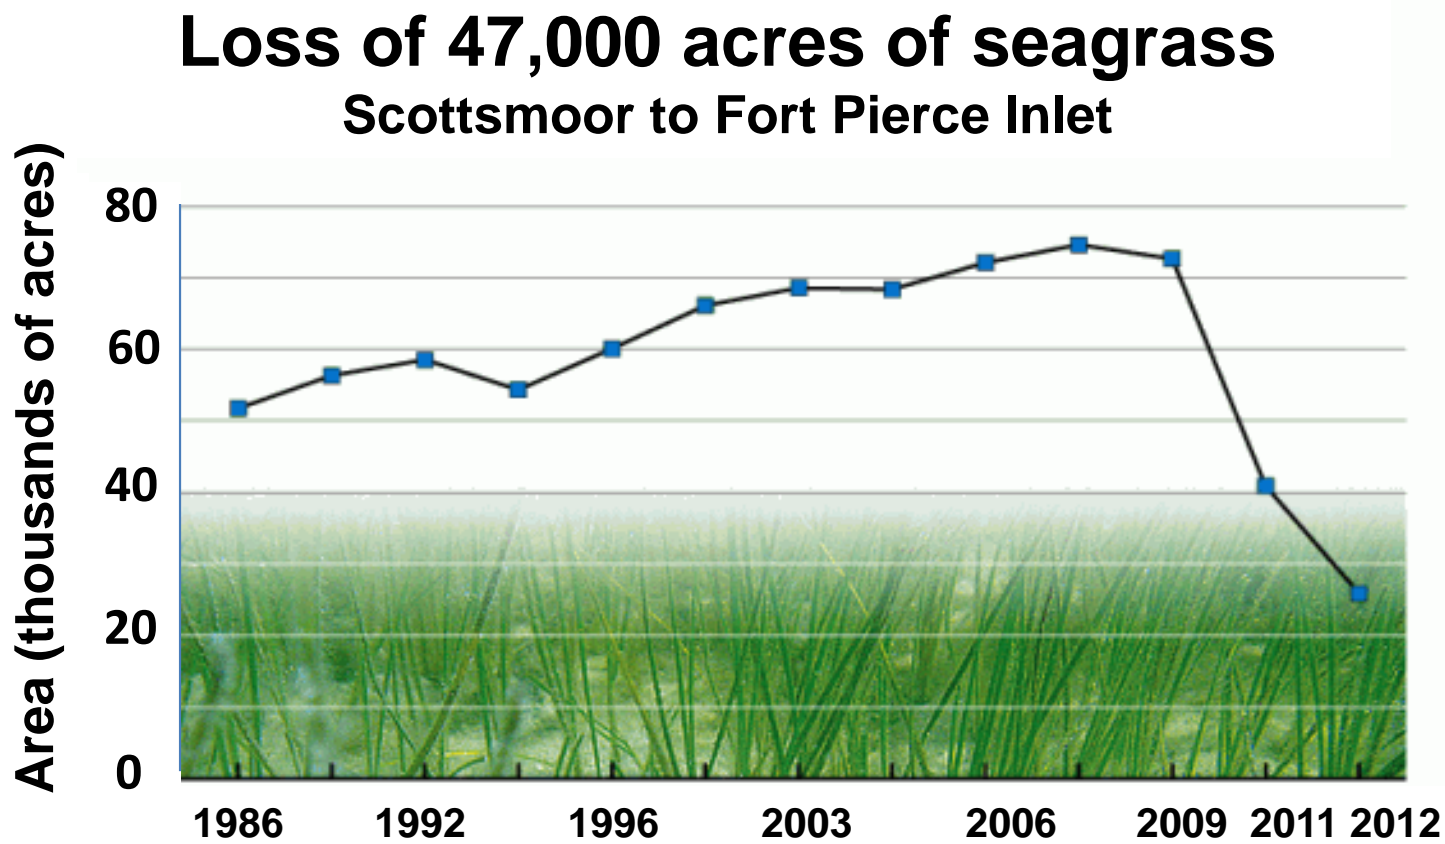 Loss of 47,000 acres of seagrass
Scottsmoor to Fort Pierce Inlet
Area (thousands of acres)
80
60
40
20
0
1986 1992 1996 2003 2006 2009 2011 2012